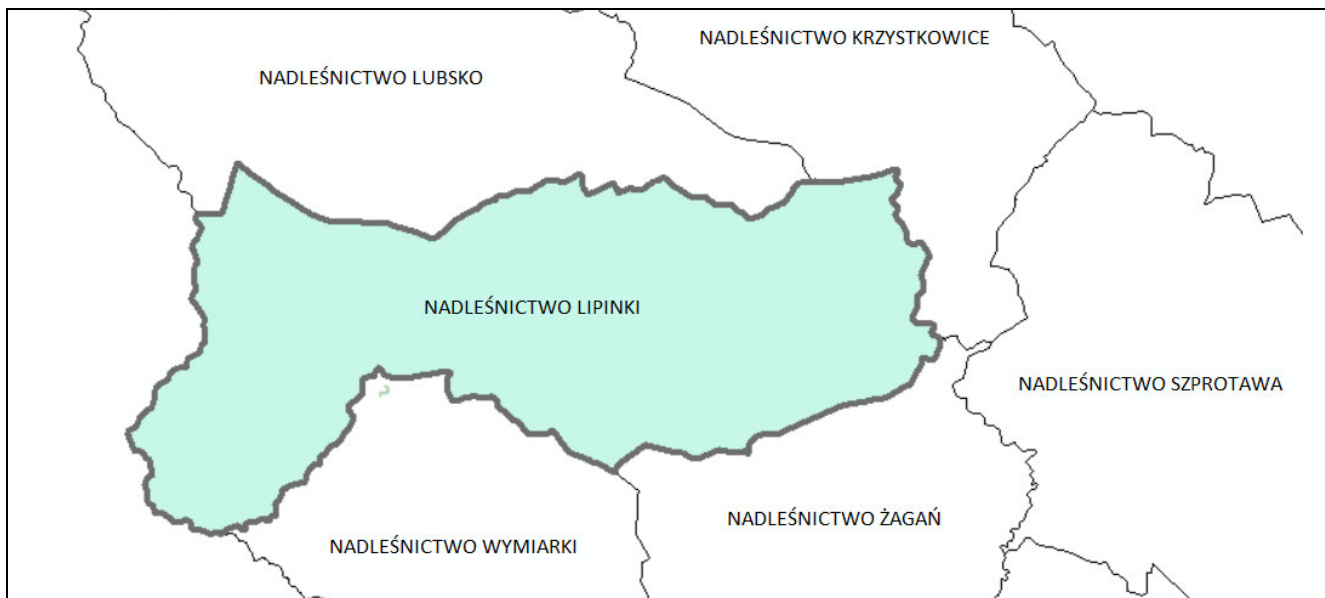 NADLEŚNICTWO KRZYSTKOWICE
NADLEŚNICTWO LUBSKO
NADLEŚNICTWO LIPINKI
NADLEŚNICTWO SZPROTAWA
NADLEŚNICTWO ŻAGAŃ
NADLEŚNICTWO WYMIARKI